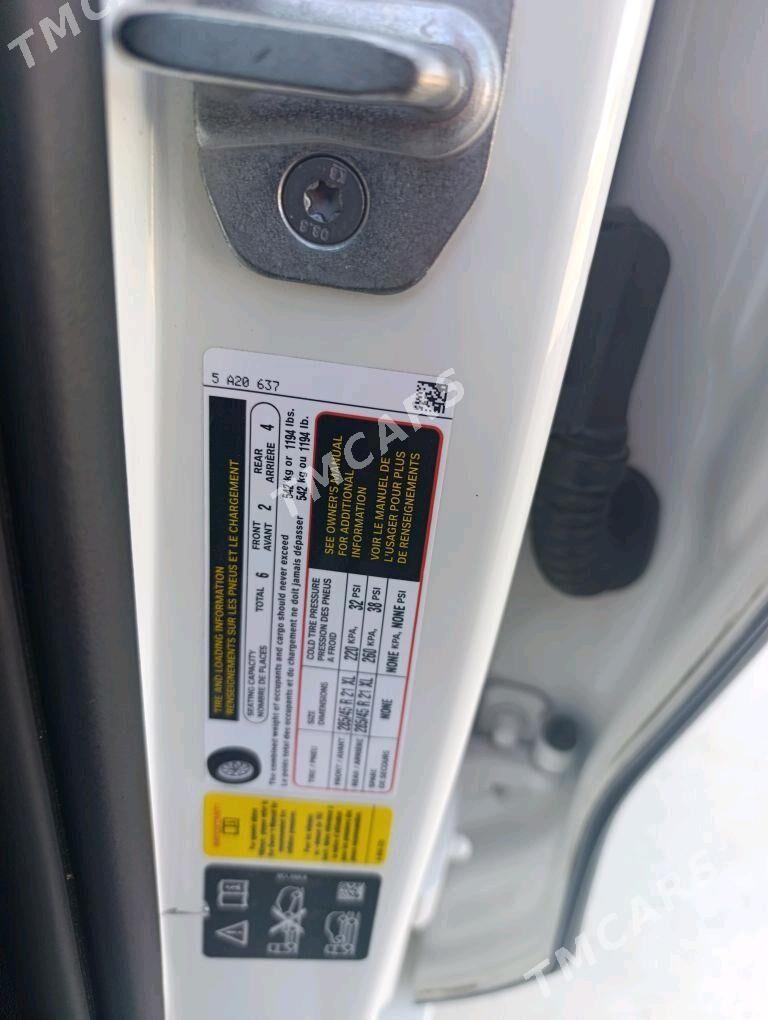 TMCARS
03.3
5 A20 637
TIRE AND LOADING INFORMATION
RENSEIGNEMENTS SUR LES PNEUS ET LE CHARGEMENT
SEATING CAPACITY
NOMBRE DE PLACES
TOTAL 6
FRONT
AVANT 2
REAR
ARRIÈRE 4
The combined weight of occupants and cargo should never exceed 542 kg or 1194 lbs.
Le poids total des occupants et du chargement ne doit jamais dépasser 542 kg ou 1194 lb.
TIRE / PNEU SIZE DIMENSIONS COLD TIRE PRESSURE PRESSION DES PNEUS A FROID
FRONT / AVANT 285/45 R 21 XL 220 KPA, 32 PSI
REAR / ARRIÈRE 285/45 R 21 XL 260 KPA, 38 PSI
SPARE DE SECOURS NONE NONE KPA, NONE PSI
SEE OWNER'S MANUAL
FOR ADDITIONAL
INFORMATION
VOIR LE MANUEL DE
L'USAGER POUR PLUS
DE RENSEIGNEMENTS
TMCARS
TMCARS